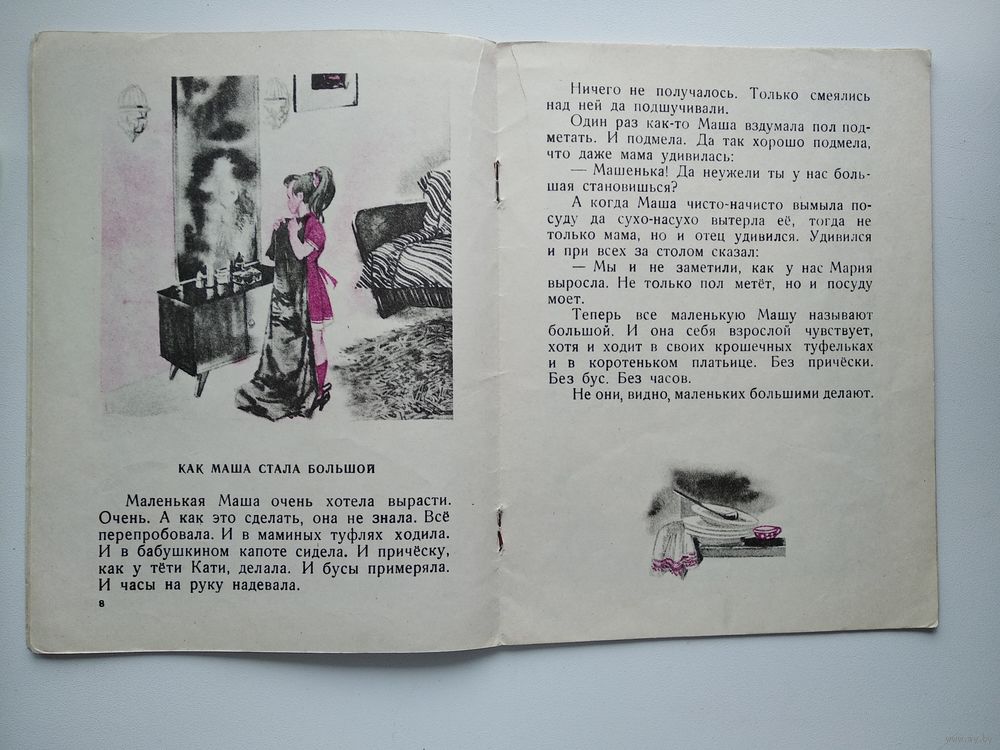 КАК МАША СТАЛА БОЛЬШОЙ
Маленькая Маша очень хотела вырасти.
Очень. А как это сделать, она не знала. Всё
перепробовала. И в маминых туфлях ходила.
И в бабушкином капоте сидела. И причёску,
как у тёти Кати, делала. И бусы примеряла.
И часы на руку надевала.
8
Ничего не получалось. Только смеялись
над ней да подшучивали.
Один раз как-то Маша вздумала пол под-
метать. И подмела. Да так хорошо подмела,
что даже мама удивилась:
— Машенька! Да неужели ты у нас боль-
шая становишься?
А когда Маша чисто-начисто вымыла по-
суду да сухо-насухо вытерла её, тогда не
только мама, но и отец удивился. Удивился
и при всех за столом сказал:
— Мы и не заметили, как у нас Мария
выросла. Не только пол метёт, но и посуду
моет.
Теперь все маленькую Машу называют
большой. И она себя взрослой чувствует,
хотя и ходит в своих крошечных туфельках
и в коротеньком платьице. Без причёски.
Без бус. Без часов.
Не они, видно, маленьких большими делают.
www.ay.by